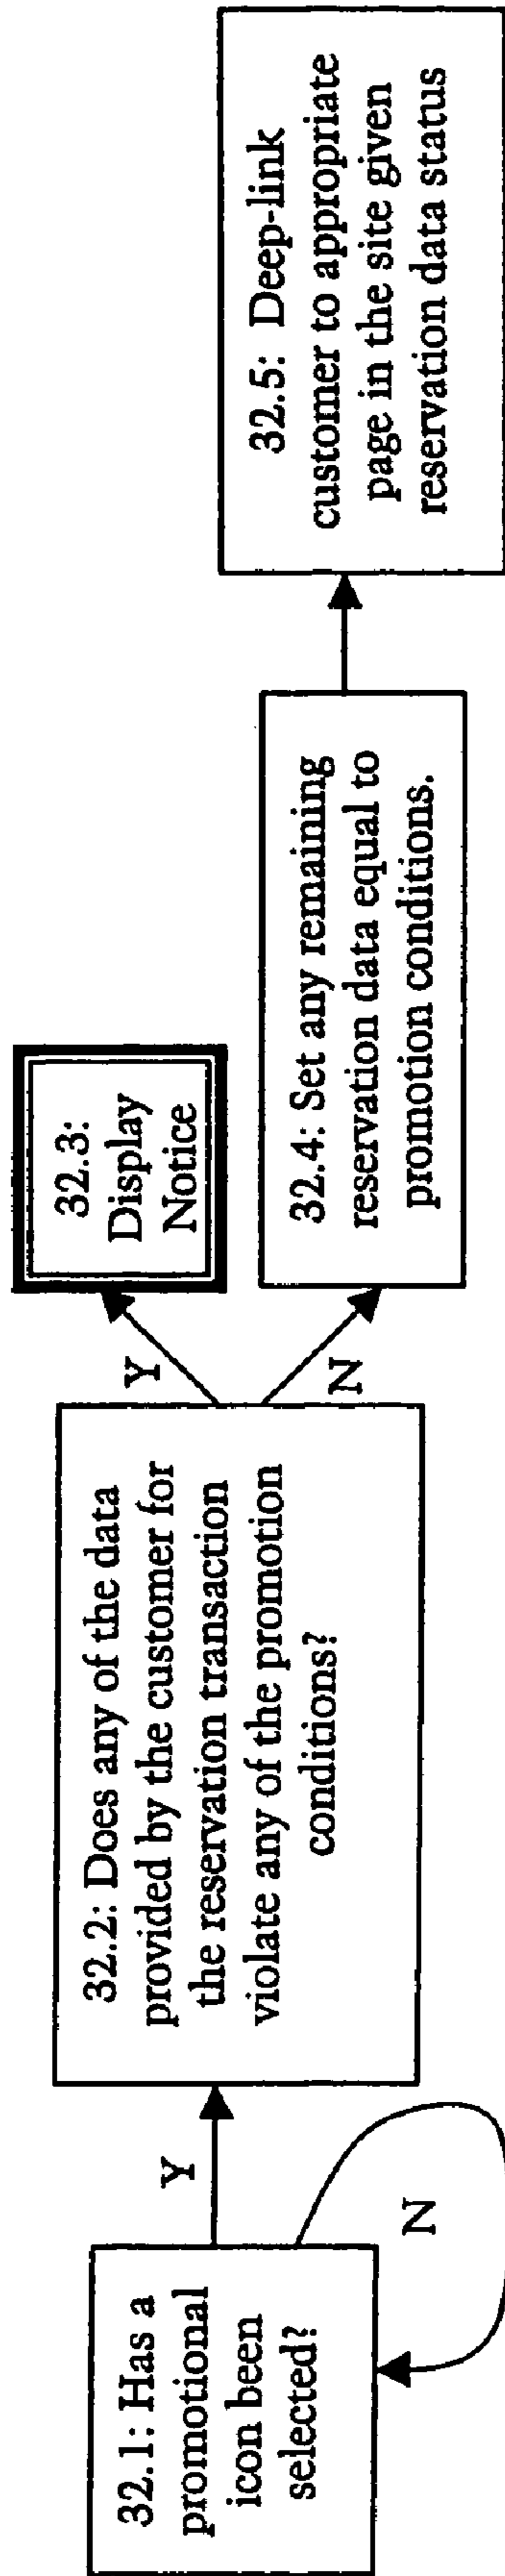 32.1: Has a
promotional
icon been
selected?
Y
N
32.2: Does any of the data
provided by the customer for
the reservation transaction
violate any of the promotion
conditions?
Y
N
32.3:
Display
Notice
32.4: Set any remaining
reservation data equal to
promotion conditions.
32.5: Deep-link
customer to appropriate
page in the site given
reservation data status